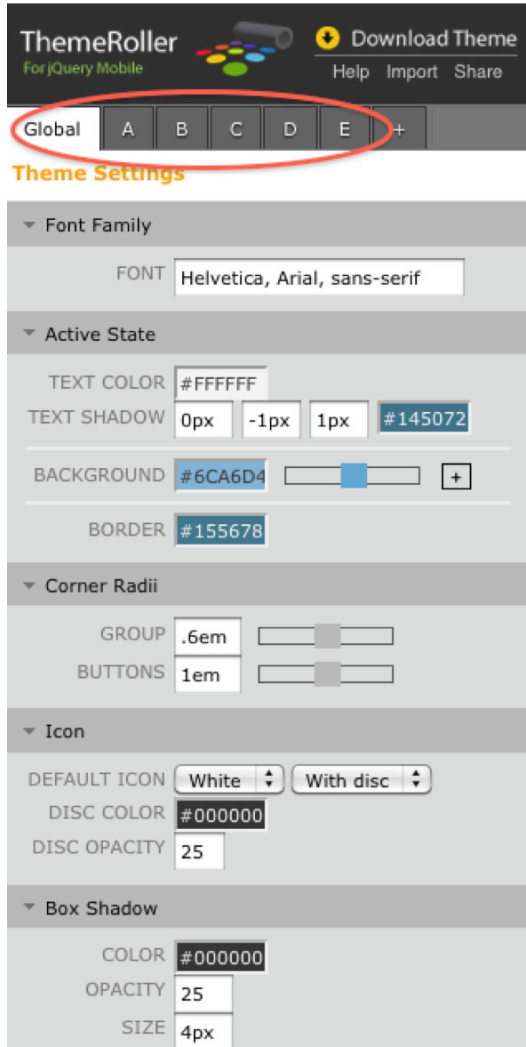 ThemeRoller
For jQuery Mobile
Download Theme
Help Import Share
Global A B C D E +
Theme Settings
Font Family
FONT Helvetica, Arial, sans-serif
Active State
TEXT COLOR #FFFFFF
TEXT SHADOW 0px -1px 1px #145072
BACKGROUND #6CA6D4 +
BORDER #155678
Corner Radii
GROUP .6em
BUTTONS 1em
Icon
DEFAULT ICON White With disc
DISC COLOR #000000
DISC OPACITY 25
Box Shadow
COLOR #000000
OPACITY 25
SIZE 4px